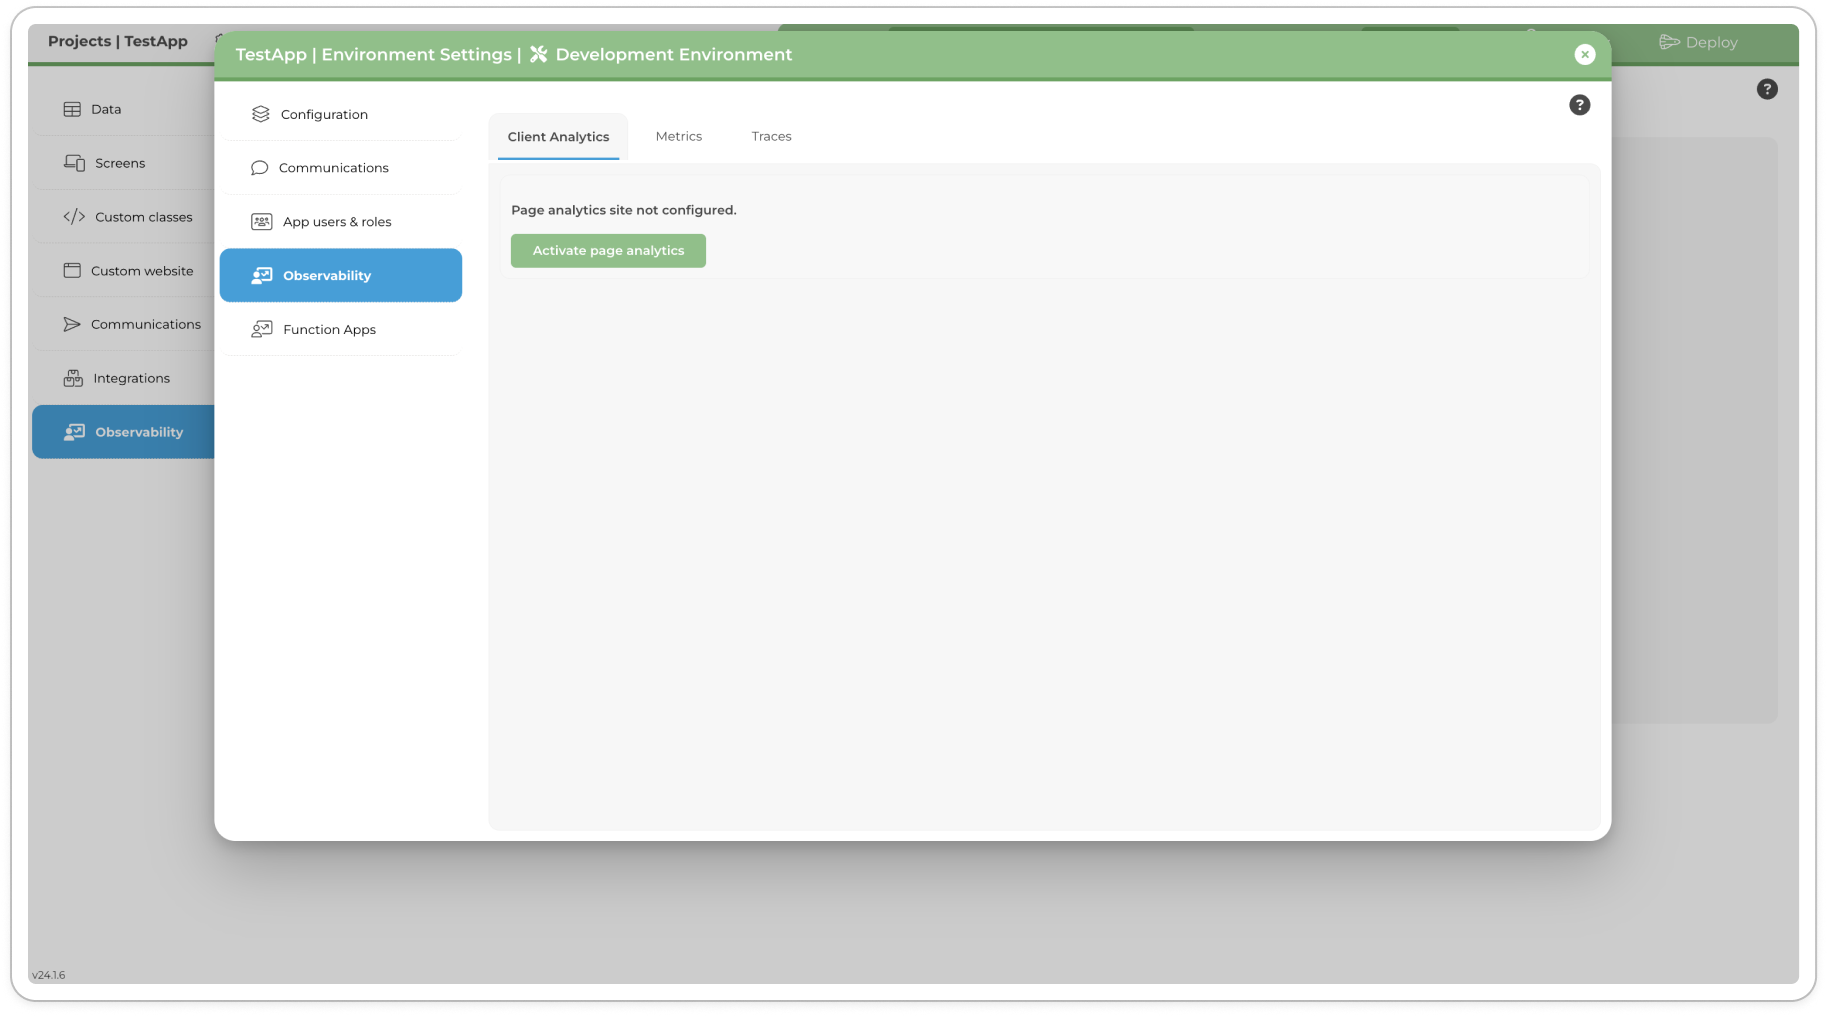 Projects | TestApp
Deploy
TestApp | Environment Settings | Development Environment
Data
Screens
Custom classes
Custom website
Communications
Integrations
Observability
Configuration
Communications
App users & roles
Observability
Function Apps
Client Analytics Metrics Traces
Page analytics site not configured.
Activate page analytics
v24.1.6